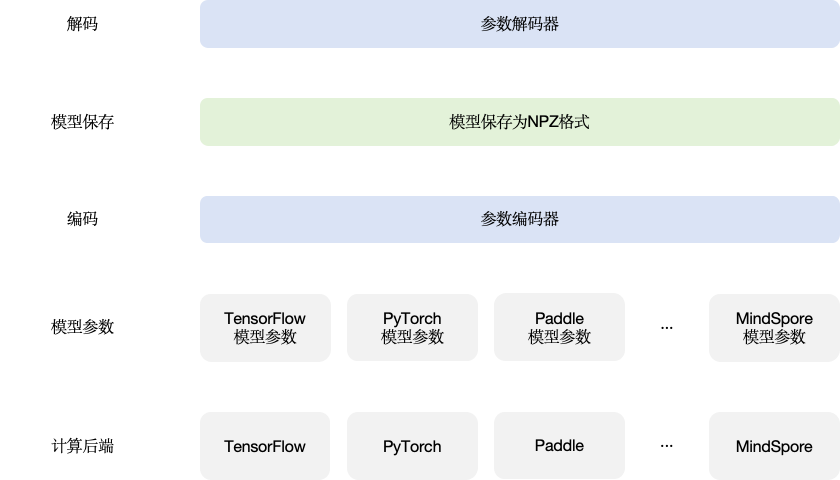 解码
参数解码器
模型保存
模型保存为NPZ格式
编码
参数编码器
模型参数
TensorFlow
模型参数
PyTorch
模型参数
Paddle
模型参数
...
MindSpore
模型参数
计算后端
TensorFlow
PyTorch
Paddle
...
MindSpore